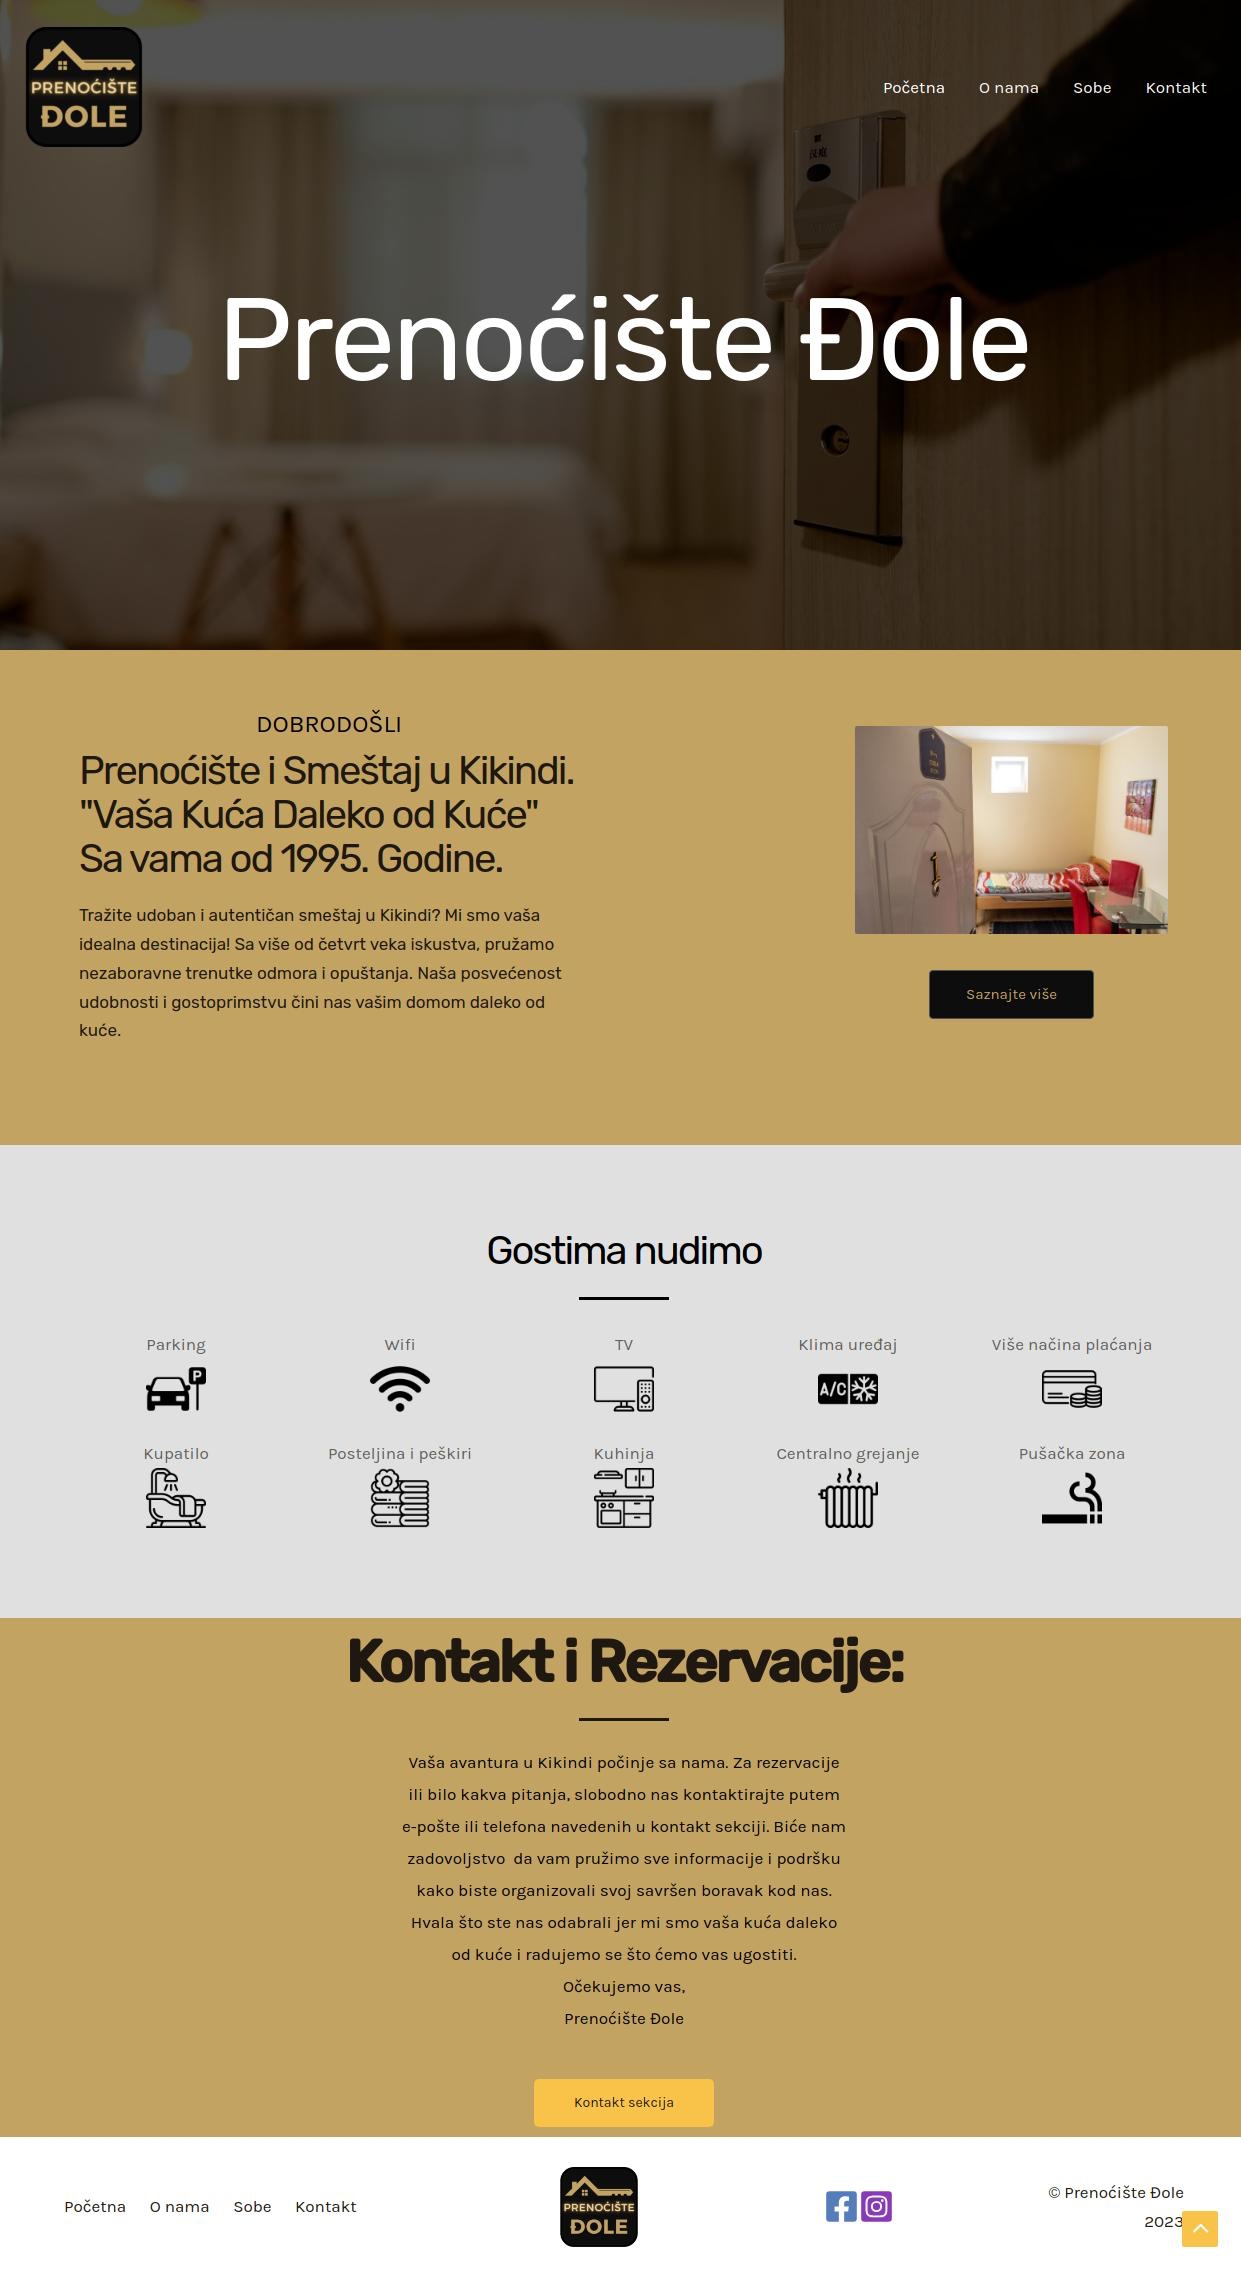 PRENOĆIŠTE
ĐOLE
Početna O nama Sobe Kontakt
Prenoćište Đole
DOBRODOŠLI
Prenoćište i Smeštaj u Kikindi.
"Vaša Kuća Daleko od Kuće"
Sa vama od 1995. Godine.
Tražite udoban i autentičan smeštaj u Kikindi? Mi smo vaša
idealna destinacija! Sa više od četvrt veka iskustva, pružamo
nezaboravne trenutke odmora i opuštanja. Naša posvećenost
udobnosti i gostoprimstvu čini nas vašim domom daleko od
kuće.
Saznajte više
Gostima nudimo
Parking Wifi TV Klima uređaj Više načina plaćanja
P A/C
Kupatilo Posteljina i peškiri Kuhinja Centralno grejanje Pušačka zona
Kontakt i Rezervacije:
Vaša avantura u Kikindi počinje sa nama. Za rezervacije
ili bilo kakva pitanja, slobodno nas kontaktirajte putem
e-pošte ili telefona navedenih u kontakt sekciji. Biće nam
zadovoljstvo  da vam pružimo sve informacije i podršku
kako biste organizovali svoj savršen boravak kod nas.
Hvala što ste nas odabrali jer mi smo vaša kuća daleko
od kuće i radujemo se što ćemo vas ugostiti.
Očekujemo vas,
Prenoćište Đole
Kontakt sekcija
Početna O nama Sobe Kontakt
PRENOĆIŠTE
ĐOLE
© Prenoćište Đole
2023